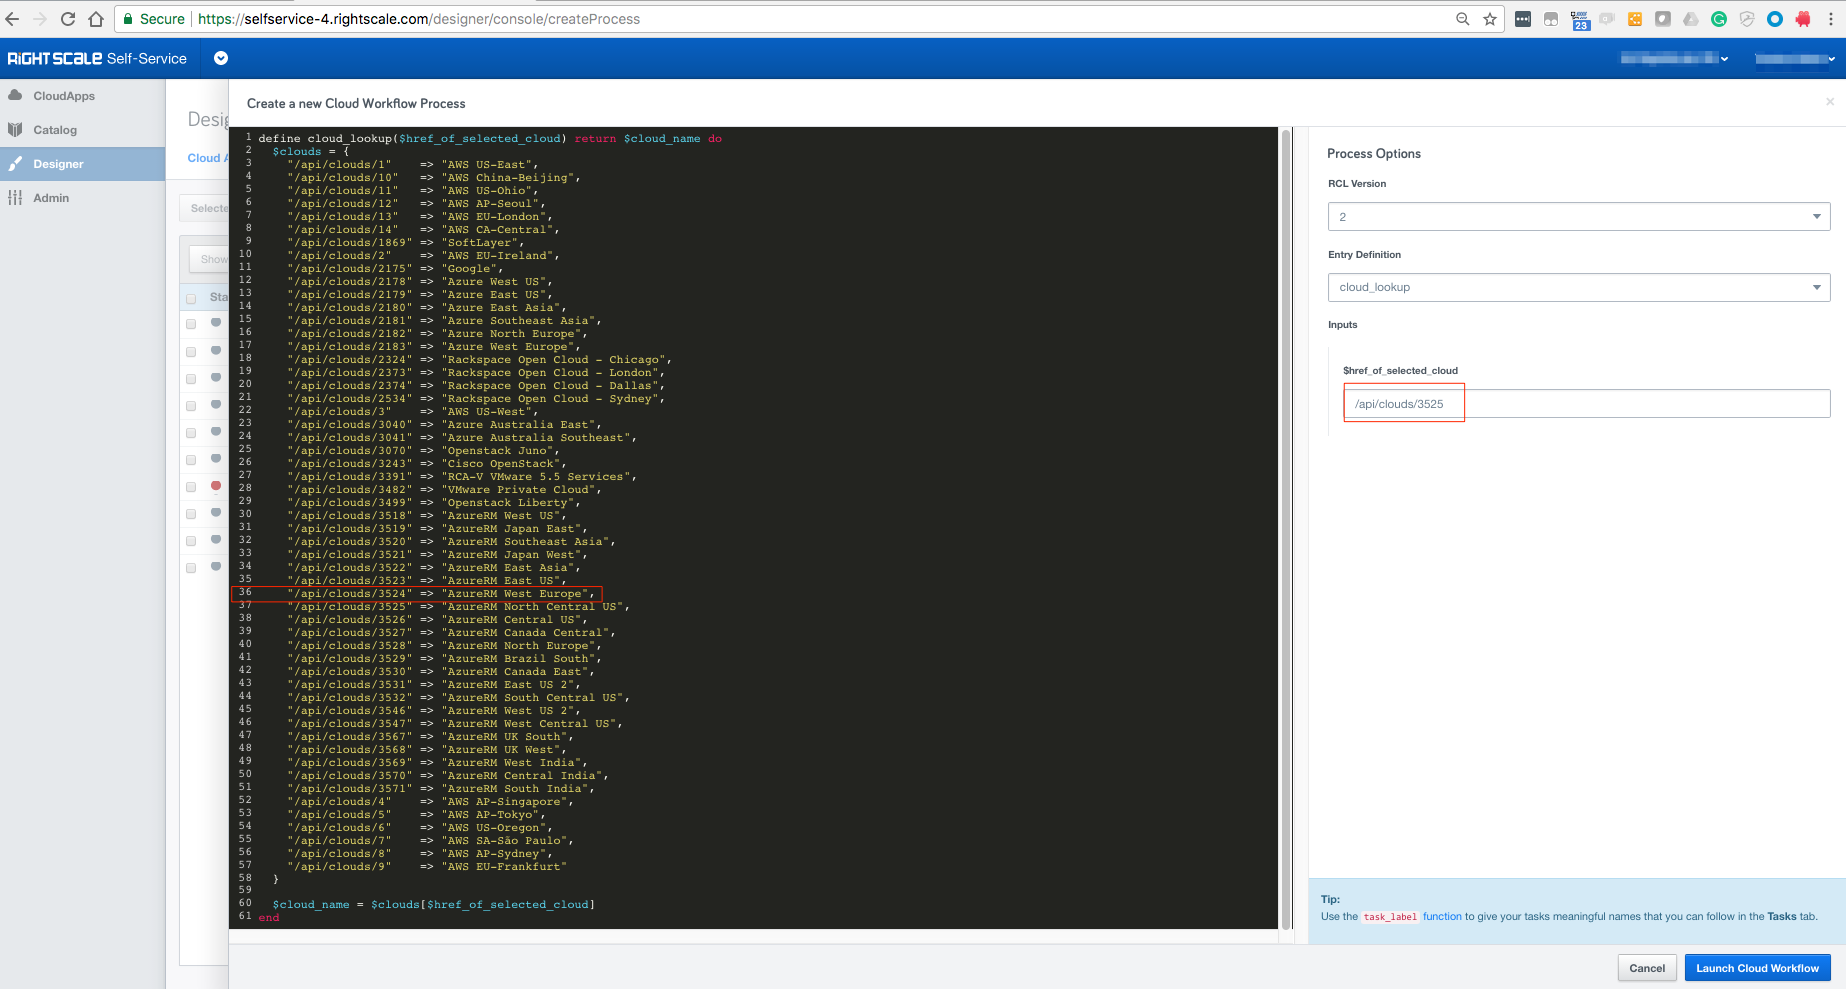 Secure https://selfservice-4.rightscale.com/designer/console/createProcess
23
RIGHTSCALE Self-Service
CloudApps
Catalog
Designer
Admin
Desig
Cloud A
Selecte
Show
Sta
Create a new Cloud Workflow Process
1 define cloud_lookup($href_of_selected_cloud) return $cloud_name do
2 $clouds = {
3 "/api/clouds/1" => "AWS US-East",
4 "/api/clouds/10" => "AWS China-Beijing",
5 "/api/clouds/11" => "AWS US-Ohio",
6 "/api/clouds/12" => "AWS AP-Seoul",
7 "/api/clouds/13" => "AWS EU-London",
8 "/api/clouds/14" => "AWS CA-Central",
9 "/api/clouds/1869" => "SoftLayer",
10 "/api/clouds/2" => "AWS EU-Ireland",
11 "/api/clouds/2175" => "Google",
12 "/api/clouds/2178" => "Azure West US",
13 "/api/clouds/2179" => "Azure East US",
14 "/api/clouds/2180" => "Azure East Asia",
15 "/api/clouds/2181" => "Azure Southeast Asia",
16 "/api/clouds/2182" => "Azure North Europe",
17 "/api/clouds/2183" => "Azure West Europe",
18 "/api/clouds/2324" => "Rackspace Open Cloud - Chicago",
19 "/api/clouds/2373" => "Rackspace Open Cloud - London",
20 "/api/clouds/2374" => "Rackspace Open Cloud - Dallas",
21 "/api/clouds/2534" => "Rackspace Open Cloud - Sydney",
22 "/api/clouds/3" => "AWS US-West",
23 "/api/clouds/3040" => "Azure Australia East",
24 "/api/clouds/3041" => "Azure Australia Southeast",
25 "/api/clouds/3070" => "Openstack Juno",
26 "/api/clouds/3243" => "Cisco OpenStack",
27 "/api/clouds/3391" => "RCA-V VMware 5.5 Services",
28 "/api/clouds/3482" => "VMware Private Cloud",
29 "/api/clouds/3499" => "Openstack Liberty",
30 "/api/clouds/3518" => "AzureRM West US",
31 "/api/clouds/3519" => "AzureRM Japan East",
32 "/api/clouds/3520" => "AzureRM Southeast Asia",
33 "/api/clouds/3521" => "AzureRM Japan West",
34 "/api/clouds/3522" => "AzureRM East Asia",
35 "/api/clouds/3523" => "AzureRM East US",
36 "/api/clouds/3524" => "AzureRM West Europe",
37 "/api/clouds/3525" => "AzureRM North Central US",
38 "/api/clouds/3526" => "AzureRM Central US",
39 "/api/clouds/3527" => "AzureRM Canada Central",
40 "/api/clouds/3528" => "AzureRM North Europe",
41 "/api/clouds/3529" => "AzureRM Brazil South",
42 "/api/clouds/3530" => "AzureRM Canada East",
43 "/api/clouds/3531" => "AzureRM East US 2",
44 "/api/clouds/3532" => "AzureRM South Central US",
45 "/api/clouds/3546" => "AzureRM West US 2",
46 "/api/clouds/3547" => "AzureRM West Central US",
47 "/api/clouds/3567" => "AzureRM UK South",
48 "/api/clouds/3568" => "AzureRM UK West",
49 "/api/clouds/3569" => "AzureRM West India",
50 "/api/clouds/3570" => "AzureRM Central India",
51 "/api/clouds/3571" => "AzureRM South India",
52 "/api/clouds/4" => "AWS AP-Singapore",
53 "/api/clouds/5" => "AWS AP-Tokyo",
54 "/api/clouds/6" => "AWS US-Oregon",
55 "/api/clouds/7" => "AWS SA-São Paulo",
56 "/api/clouds/8" => "AWS AP-Sydney",
57 "/api/clouds/9" => "AWS EU-Frankfurt"
58 }
59
60 $cloud_name = $clouds[$href_of_selected_cloud]
61 end
Process Options
RCL Version
2
Entry Definition
cloud_lookup
Inputs
$href_of_selected_cloud
/api/clouds/3525
Tip:
Use the task_label function to give your tasks meaningful names that you can follow in the Tasks tab.
Cancel
Launch Cloud Workflow